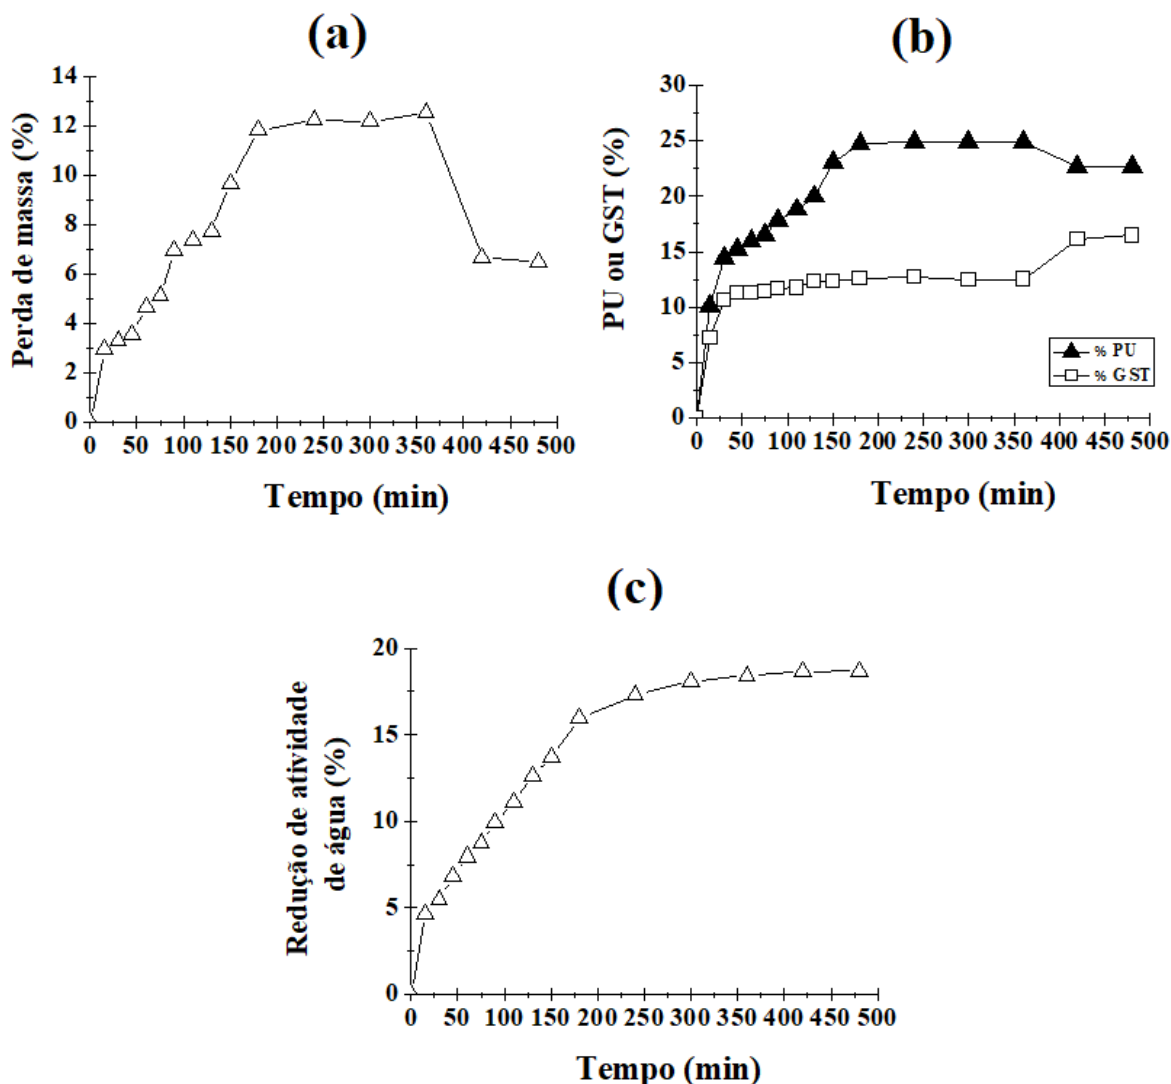 (a)
Perda de massa (%)
14
12
10
8
6
4
2
0
0 50 100 150 200 250 300 350 400 450 500
Tempo (min)
(b)
PU ou GST (%)
30
25
20
15
10
5
0
% PU
% GST
0 50 100 150 200 250 300 350 400 450 500
Tempo (min)
(c)
Redução de atividade
de água (%)
20
15
10
5
0
0 50 100 150 200 250 300 350 400 450 500
Tempo (min)